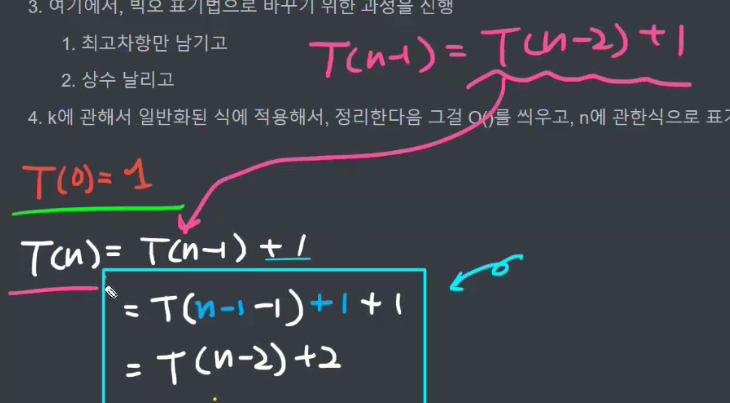 3. 여기에서, 빅오 표기법으로 바꾸기 위한 과정을 진행
1. 최고차항만 남기고
2. 상수 날리고
T(n-1) = T(n-2) + 1
4. k에 관해서 일반화된 식에 적용해서, 정리한다음 그걸 O()를 씌우고, n에 관한식으로
T(0) = 1
T(n) = T(n-1) + 1
= T(n-1-1) + 1 + 1
= T(n-2) + 2